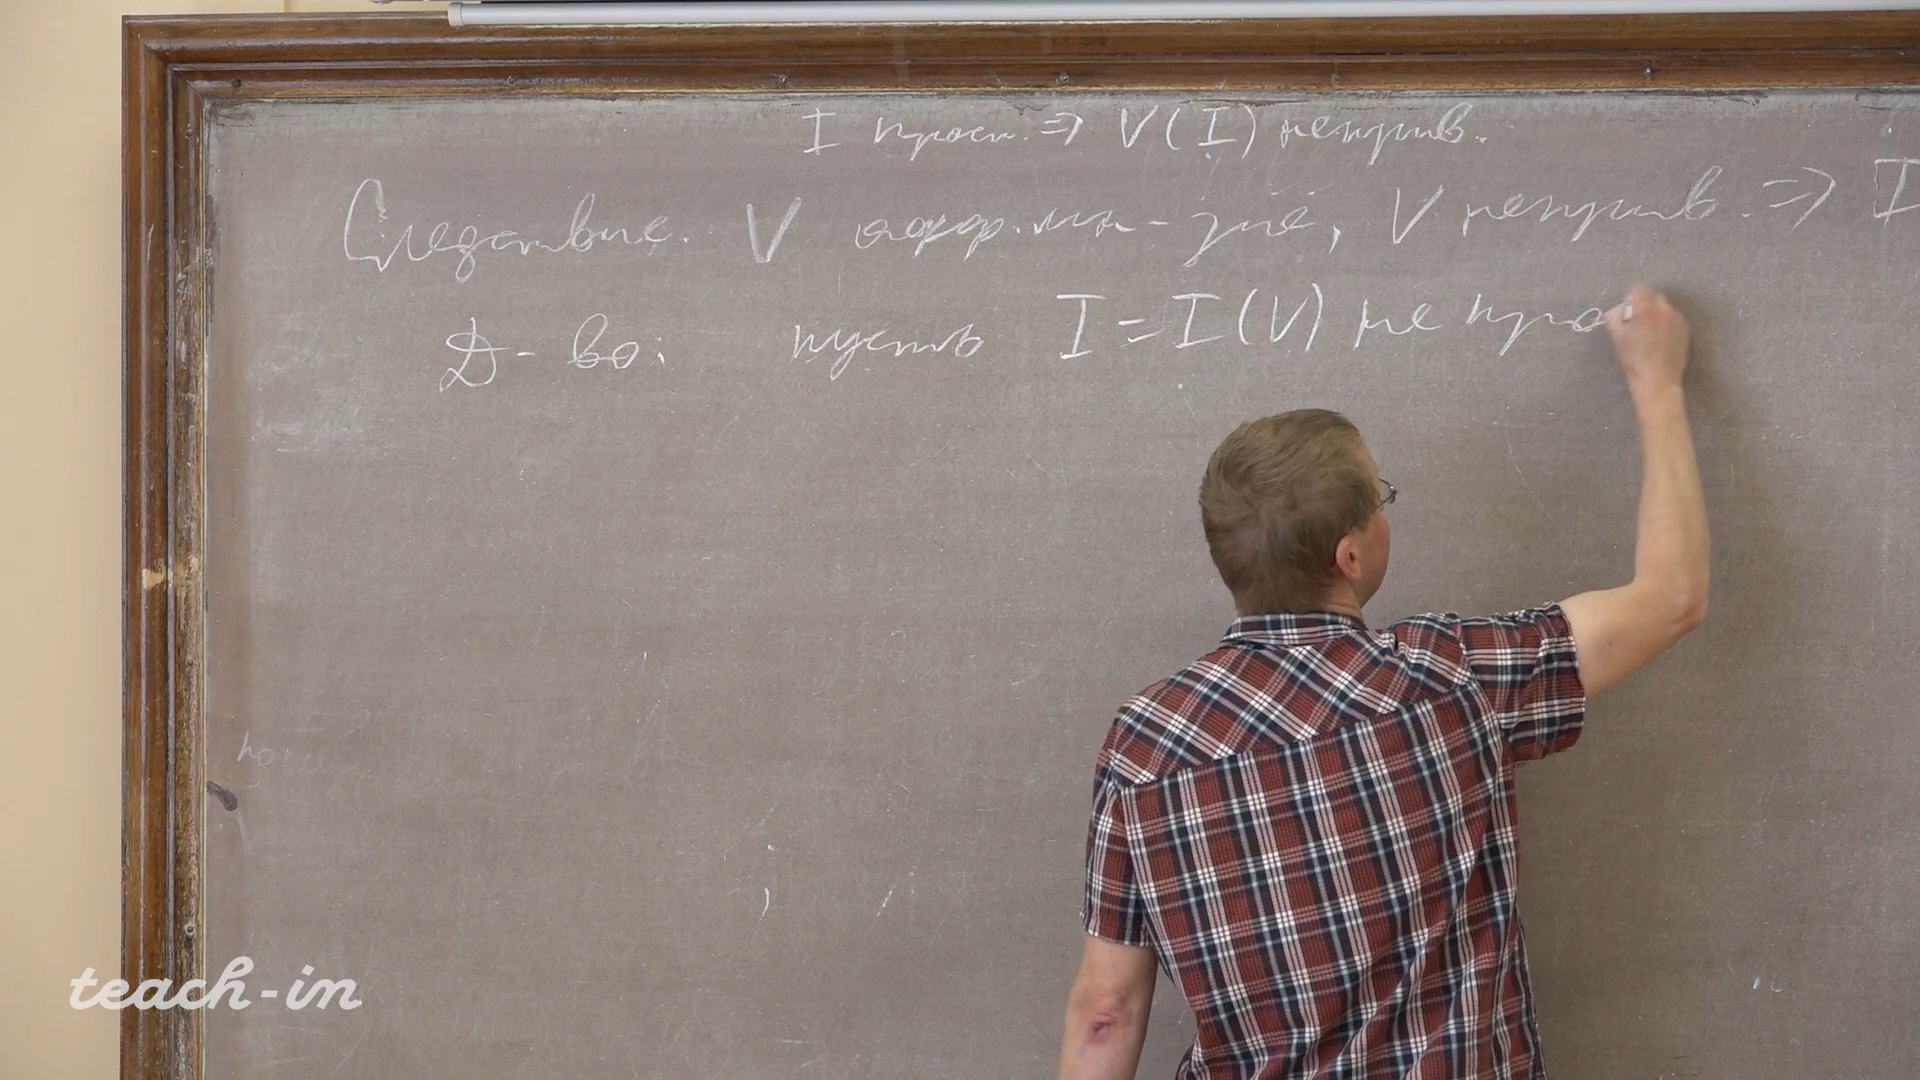 I прост. ⇒ V(I) неприв.
Следствие. V аффр. мн-зие, V неприв. ⇒ I
Д-во: пусть I = I(V) не про
teach-in